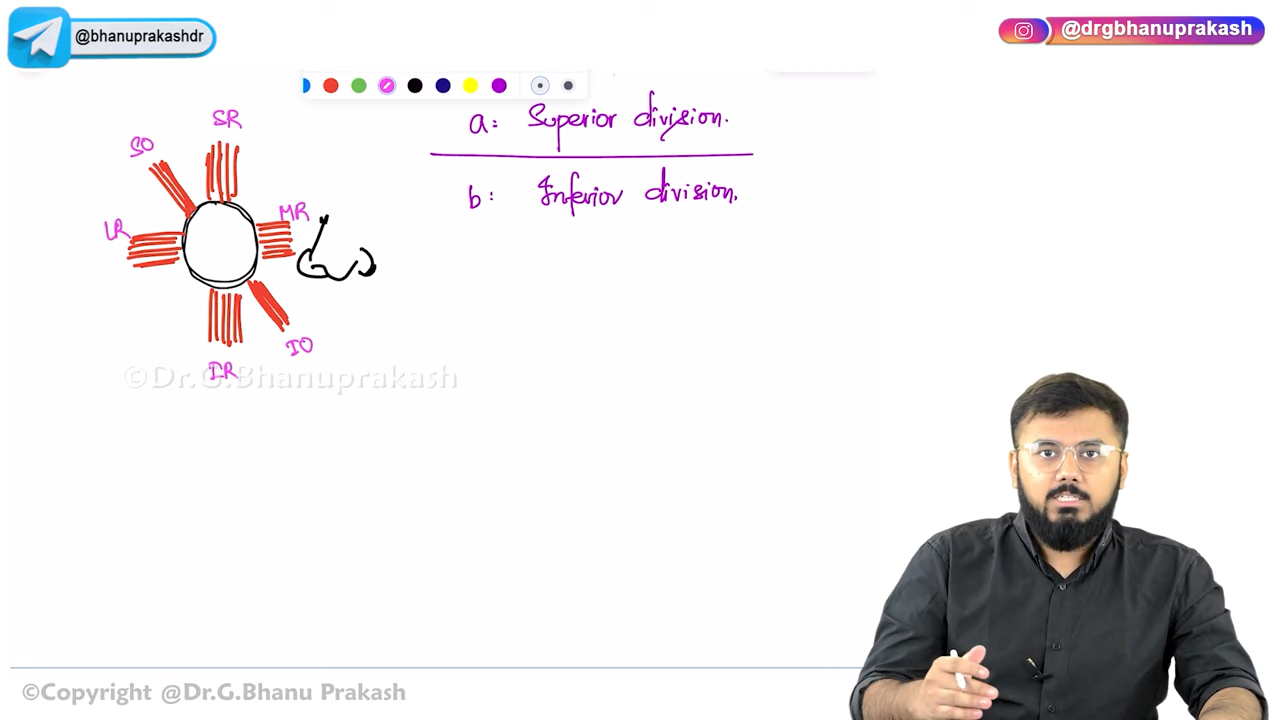 @bhanuprakashdr
@drgbhanuprakash
SR
SO
MR
LR
IO
IR
a: Superior division.
b: Inferior division.
©Dr.G.Bhanuprakash
©Copyright @Dr.G.Bhanu Prakash